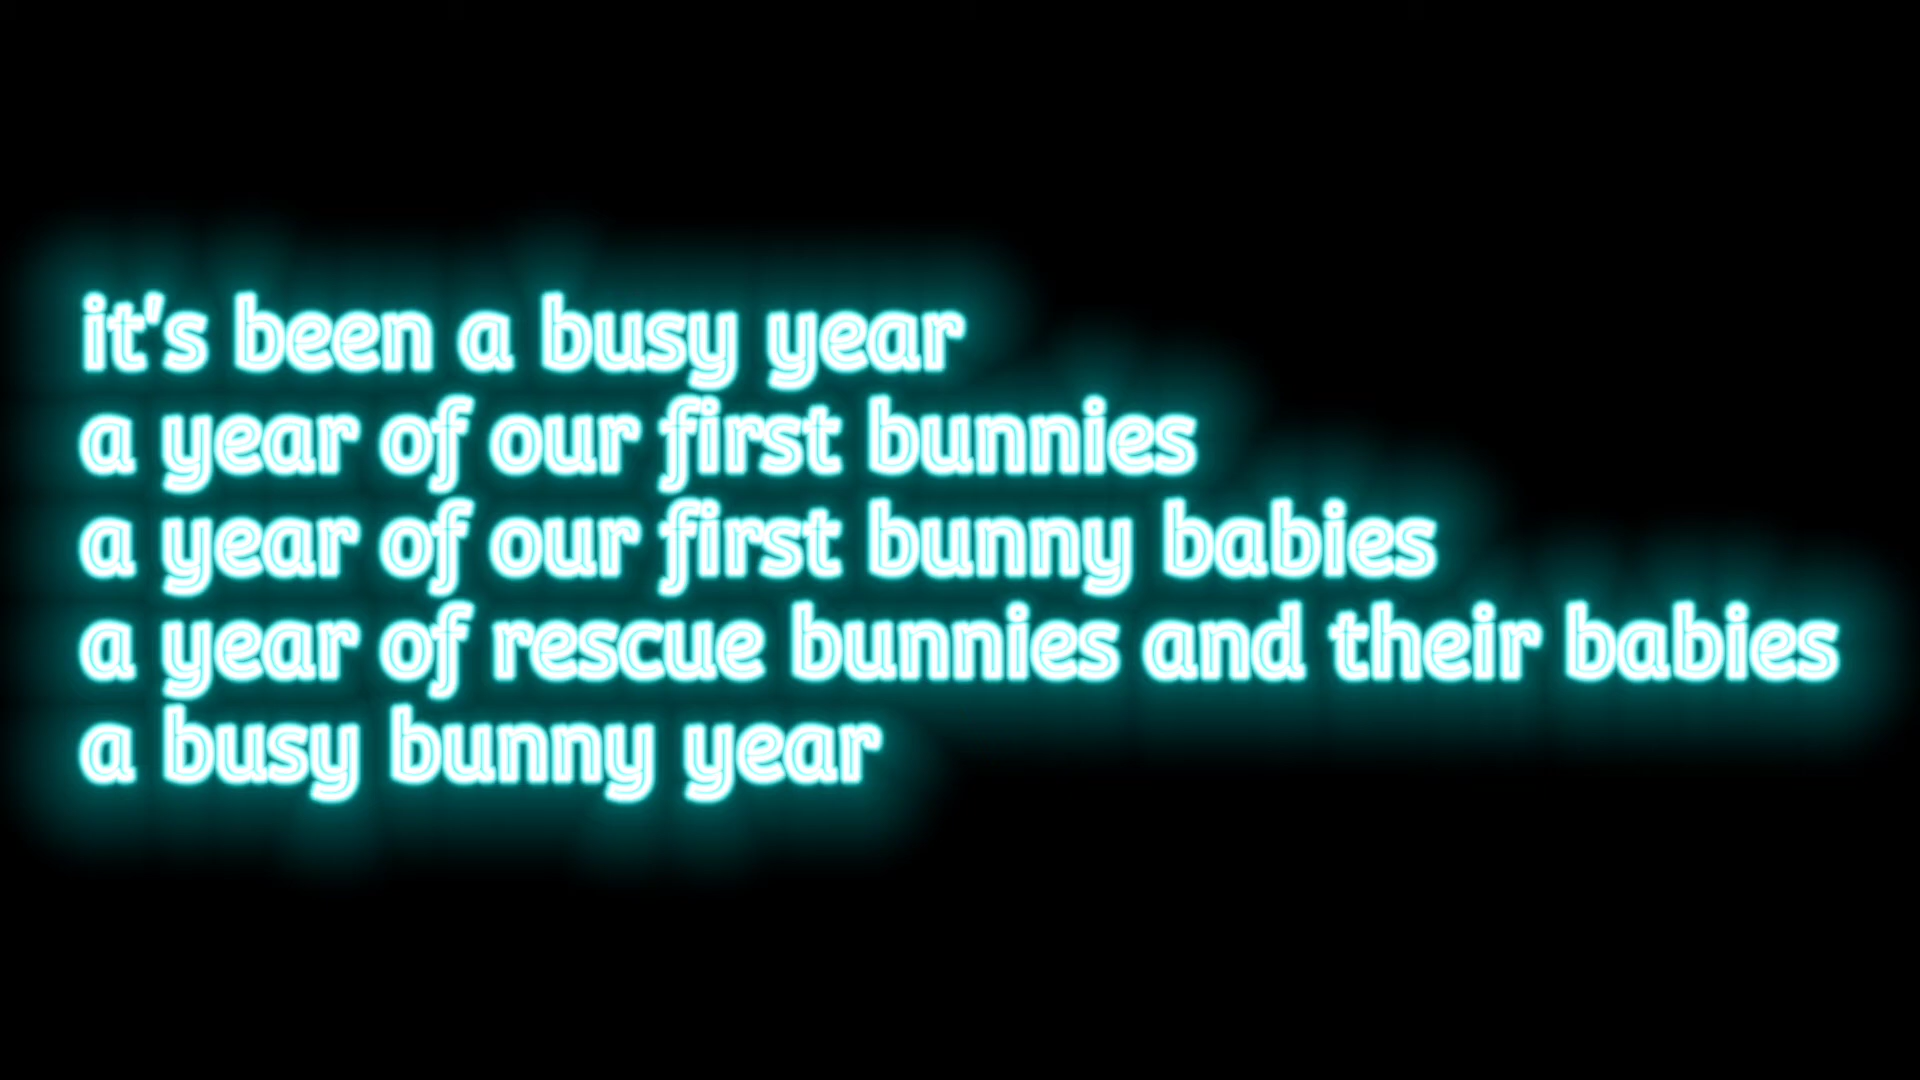 it's been a busy year
a year of our first bunnies
a year of our first bunny babies
a year of rescue bunnies and their babies
a busy bunny year